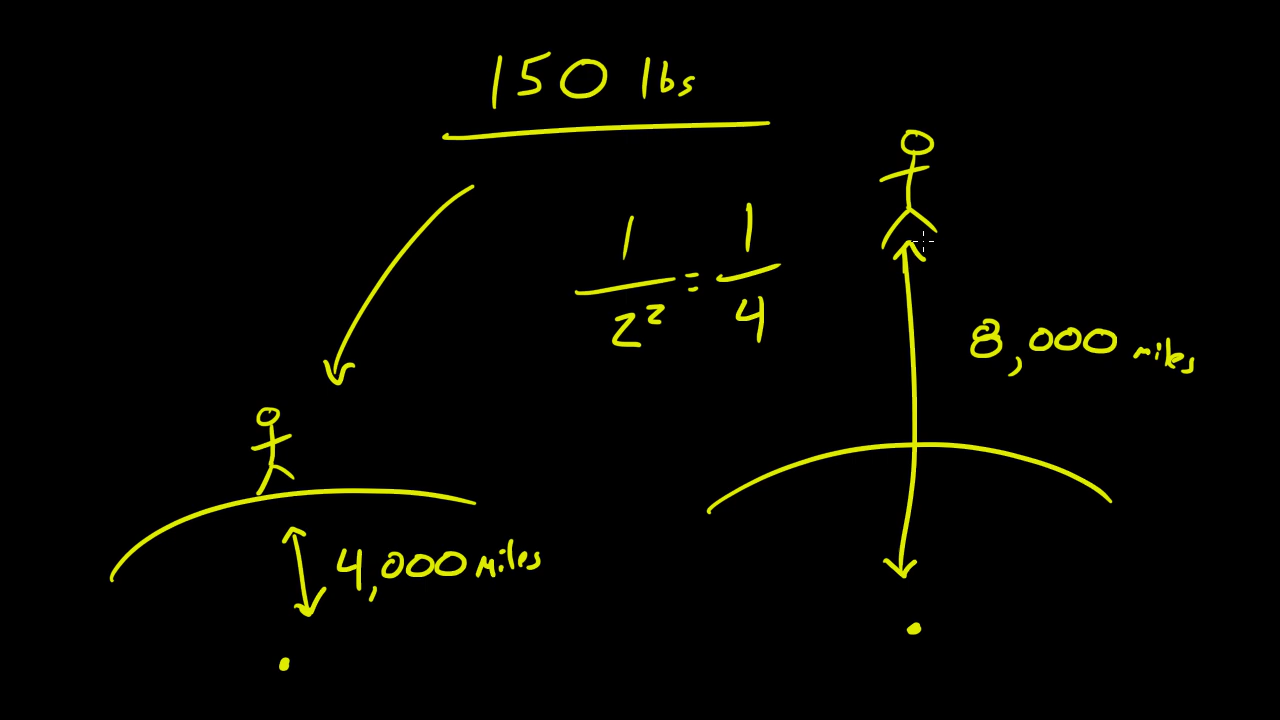 150 lbs
1/2² = 1/4
8,000 miles
4,000 miles